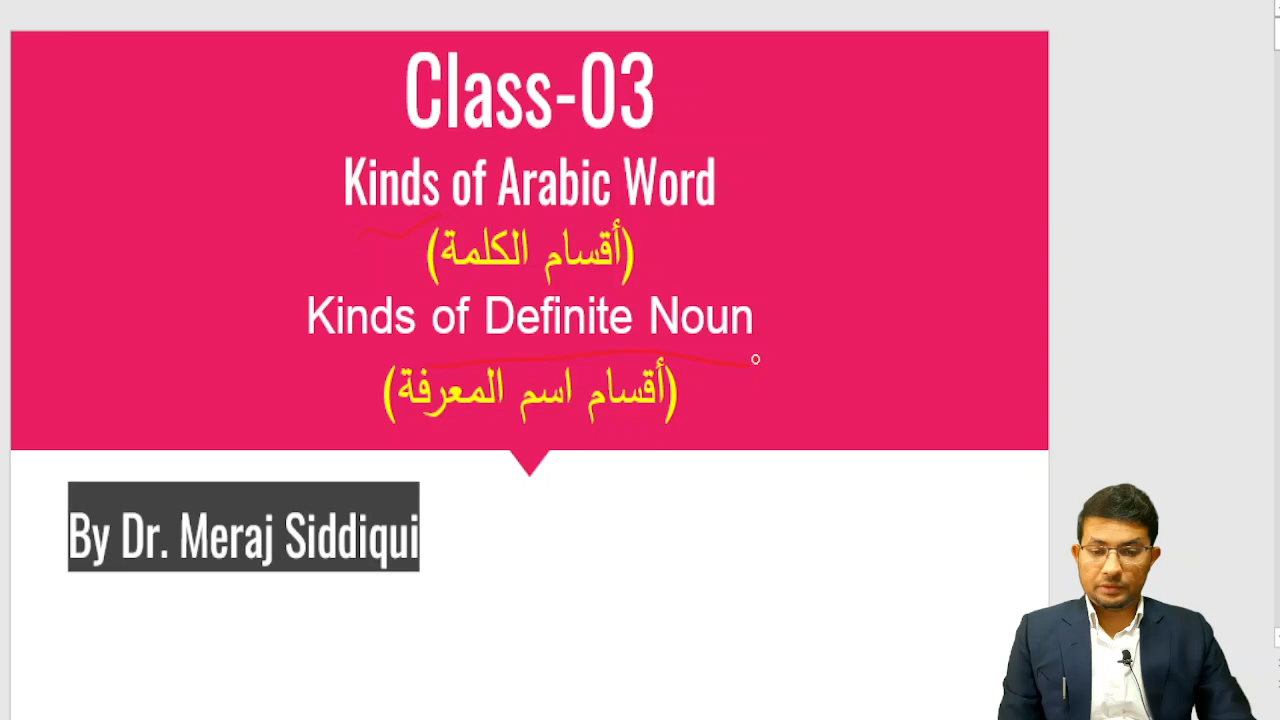 Class-03
Kinds of Arabic Word
(أقسام الكلمة)
Kinds of Definite Noun
(أقسام اسم المعرفة)
By Dr. Meraj Siddiqui